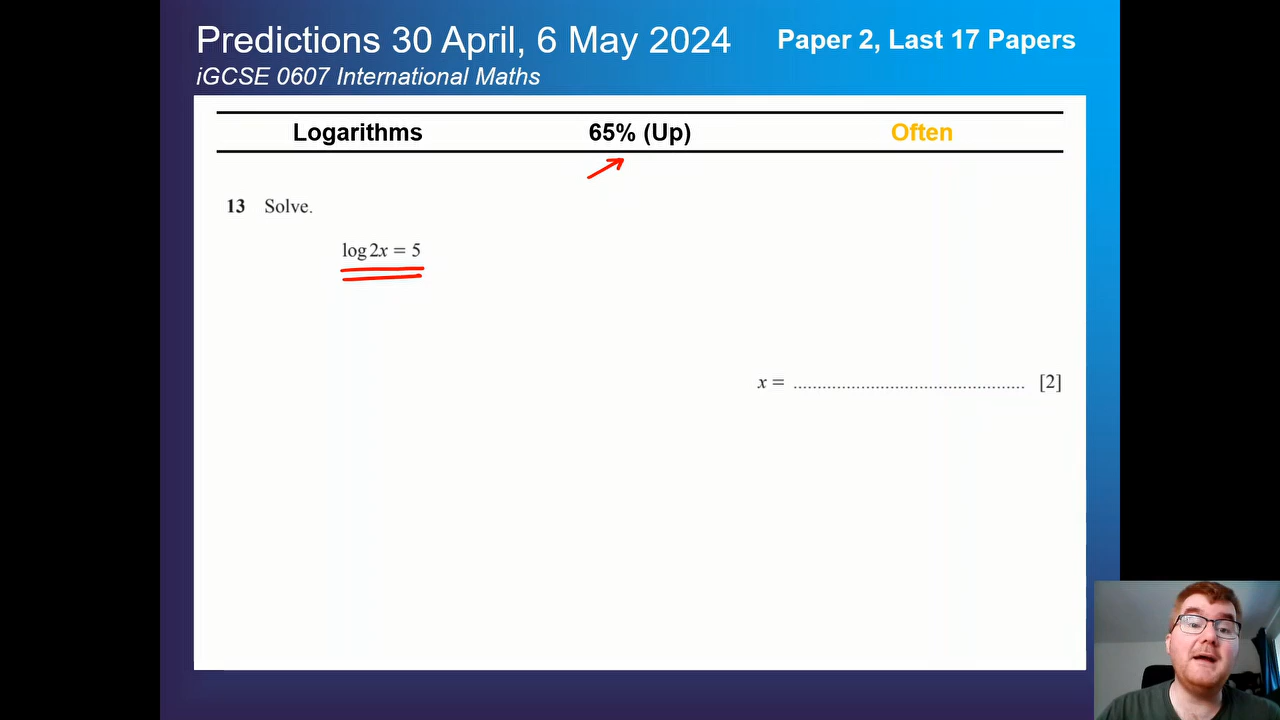 Predictions 30 April, 6 May 2024
Paper 2, Last 17 Papers
iGCSE 0607 International Maths
Logarithms 65% (Up) Often
13 Solve.
log 2x = 5
x = ................................................ [2]